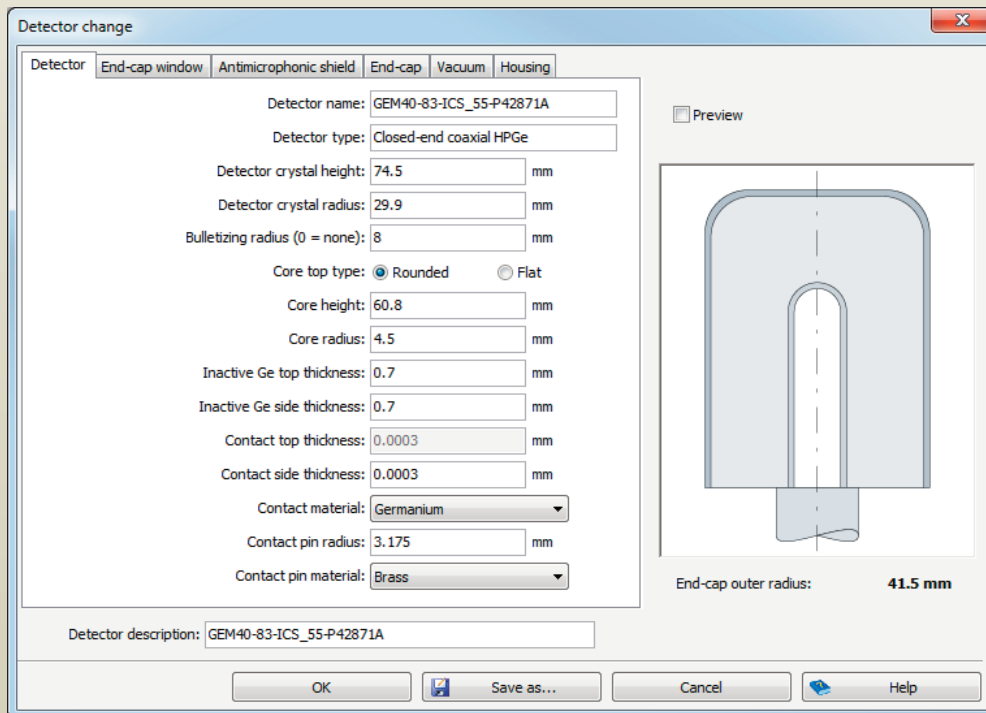 Detector change
Detector End-cap window Antimicrophonic shield End-cap Vacuum Housing
Detector name: GEM40-83-ICS_55-P42871A
Detector type: Closed-end coaxial HPGe
Detector crystal height: 74.5 mm
Detector crystal radius: 29.9 mm
Bulletizing radius (0 = none): 8 mm
Core top type: Rounded Flat
Core height: 60.8 mm
Core radius: 4.5 mm
Inactive Ge top thickness: 0.7 mm
Inactive Ge side thickness: 0.7 mm
Contact top thickness: 0.0003 mm
Contact side thickness: 0.0003 mm
Contact material: Germanium
Contact pin radius: 3.175 mm
Contact pin material: Brass
Preview
End-cap outer radius: 41.5 mm
Detector description: GEM40-83-ICS_55-P42871A
OK Save as... Cancel Help